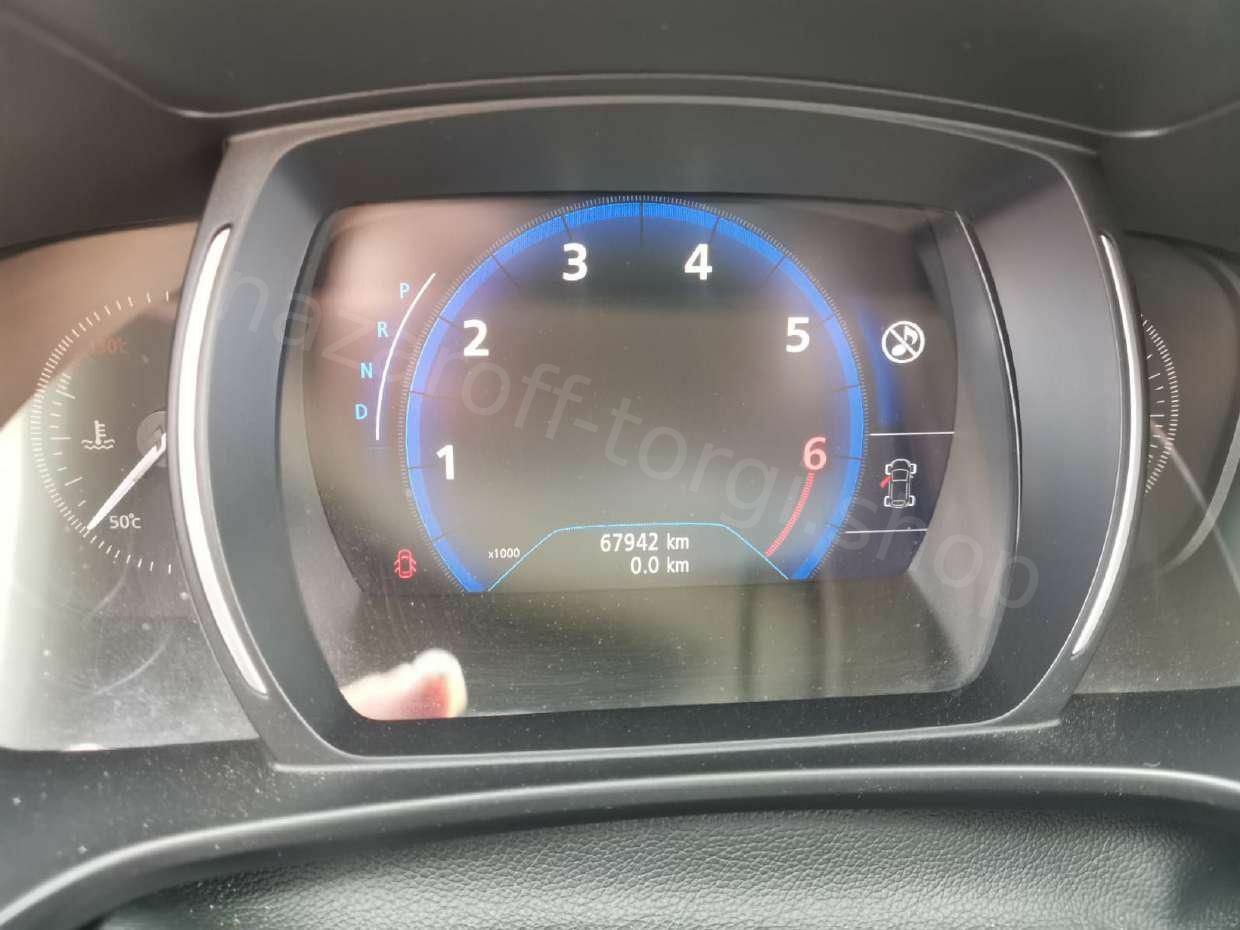 3 4
2 5
1 6
P
R
N
D
50°C
x1000
67942 km
0.0 km
nazaroff-torgi.shop